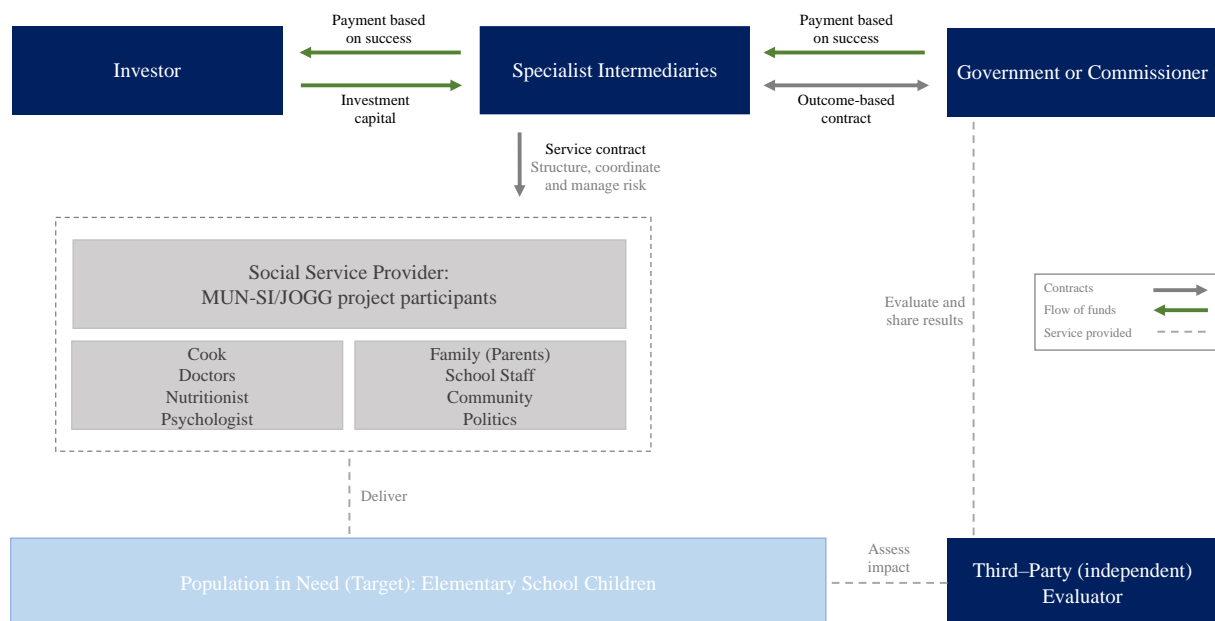 Payment based
on success
Payment based
on success
Investor
Specialist Intermediaries
Government or Commissioner
Investment
capital
Outcome-based
contract
Service contract
Structure, coordinate
and manage risk
Social Service Provider:
MUN-SI/JOGG project participants
Cook
Doctors
Nutritionist
Psychologist
Family (Parents)
School Staff
Community
Politics
Evaluate and
share results
Contracts
Flow of funds
Service provided
Deliver
Population in Need (Target): Elementary School Children
Assess
impact
Third–Party (independent)
Evaluator